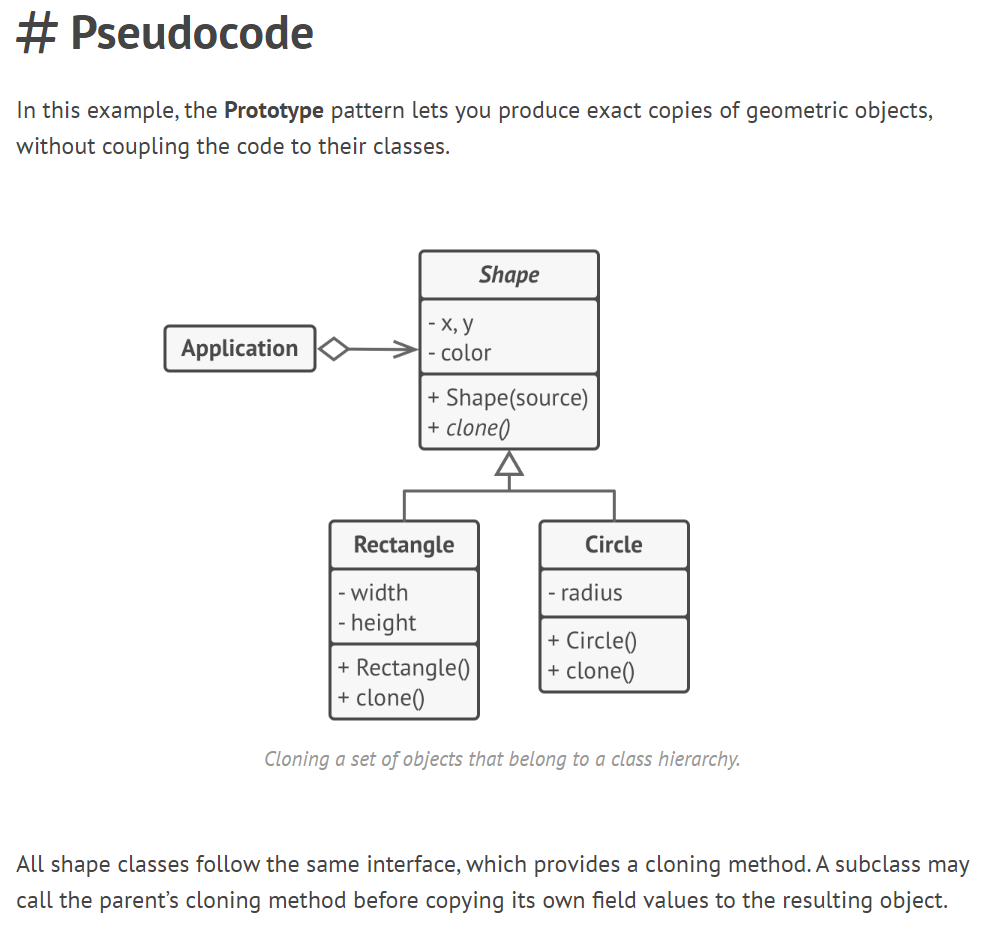 # Pseudocode
In this example, the Prototype pattern lets you produce exact copies of geometric objects,
without coupling the code to their classes.
Shape
- x, y
- color
+ Shape(source)
+ clone()
Application
Rectangle
- width
- height
+ Rectangle()
+ clone()
Circle
- radius
+ Circle()
+ clone()
Cloning a set of objects that belong to a class hierarchy.
All shape classes follow the same interface, which provides a cloning method. A subclass may
call the parent’s cloning method before copying its own field values to the resulting object.